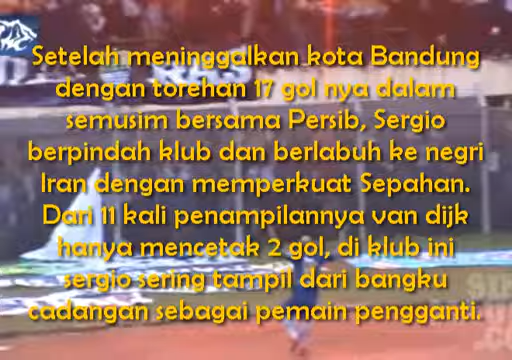 Setelah meninggalkan kota Bandung
dengan torehan 17 gol nya dalam
semusim bersama Persib, Sergio
berpindah klub dan berlabuh ke negri
Iran dengan memperkuat Sepahan.
Dari 11 kali penampilannya van dijk
hanya mencetak 2 gol, di klub ini
sergio sering tampil dari bangku
cadangan sebagai pemain pengganti.